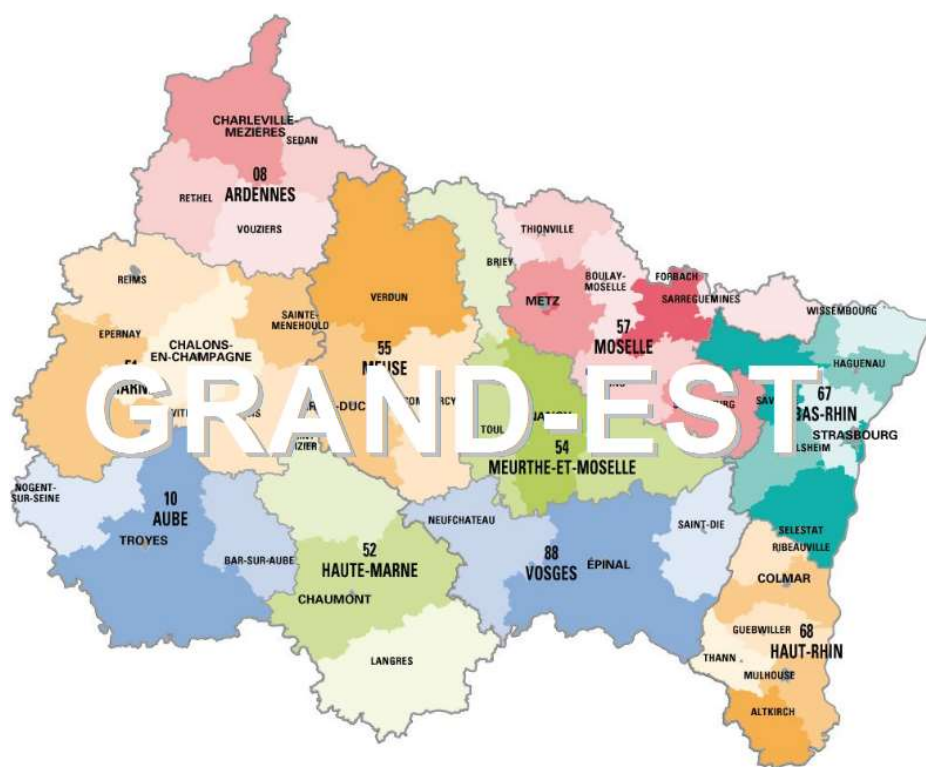 CHARLEVILLE-
MEZIÈRES
SEDAN
08
ARDENNES
RETHEL
VOUZIERS
THIONVILLE
BRIEY
REIMS
BOULAY-
MOSELLE
FORBACH
METZ
VERDUN
SARREGUEMINES
WISSEMBOURG
SAINTE-
MENEHOULD
EPERNAY
CHALONS-
EN-CHAMPAGNE
57
MOSELLE
55
MEUSE
HAGUENAU
67
BAS-RHIN
GRAND-EST
TOUL
STRASBOURG
54
MEURTHE-ET-MOSELLE
NOGENT-
SUR-SEINE
10
AUBE
TROYES
BAR-SUR-AUBE
NEUFCHATEAU
SAINT-DIE
SELESTAT
RIBEAUVILLE
52
HAUTE-MARNE
88
VOSGES
ÉPINAL
COLMAR
CHAUMONT
GUEBWILLER
68
HAUT-RHIN
LANGRES
THANN
MULHOUSE
ALTKIRCH